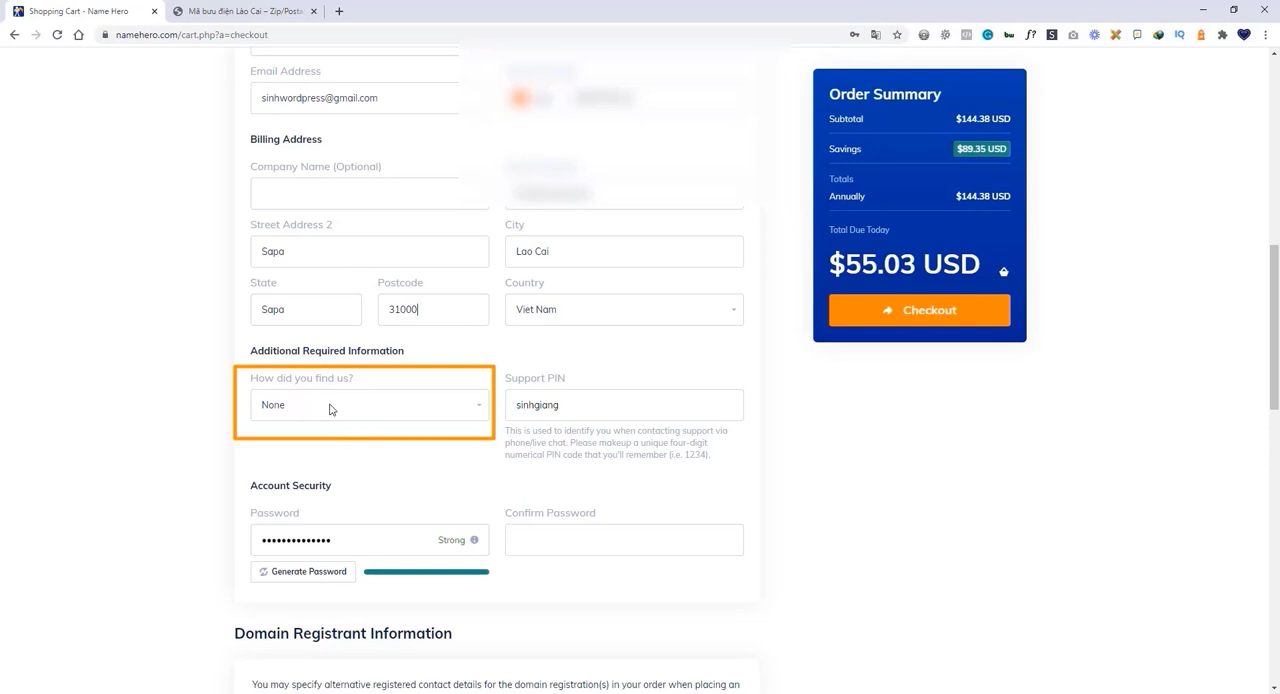 Shopping Cart - Name Hero
Mã bưu điện Lào Cai – Zip/Posta
namehero.com/cart.php?a=checkout
Email Address
sinhwordpress@gmail.com
Billing Address
Company Name (Optional)
Street Address 2
City
Sapa
Lao Cai
State
Postcode
Country
Sapa
31000
Viet Nam
Additional Required Information
How did you find us?
Support PIN
None
sinhgiang
This is used to identify you when contacting support via
phone/live chat. Please makeup a unique four-digit
numerical PIN code that you'll remember (i.e. 1234).
Account Security
Password
Confirm Password
Strong
Generate Password
Domain Registrant Information
You may specify alternative registered contact details for the domain registration(s) in your order when placing an
Order Summary
Subtotal $144.38 USD
Savings $89.35 USD
Totals
Annually $144.38 USD
Total Due Today
$55.03 USD
Checkout